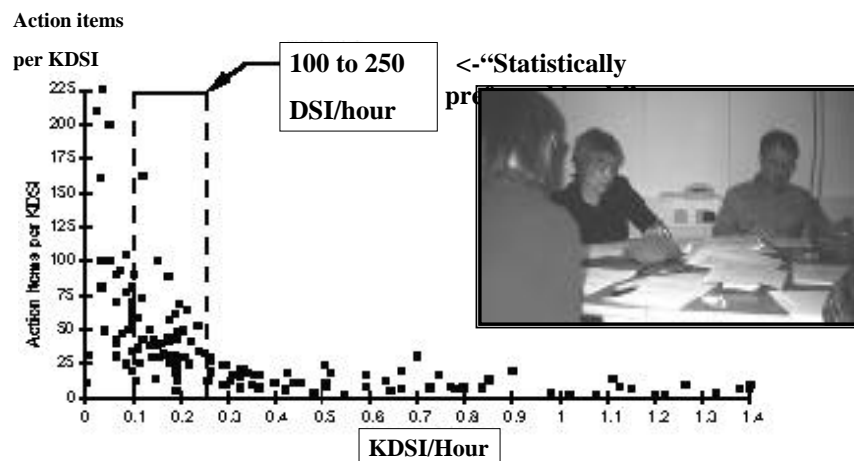 Action items
per KDSI
100 to 250
DSI/hour
<-“Statistically
Action Items per KDSI
225
200
175
150
125
100
75
50
25
0
0 0.1 0.2 0.3 0.4 0.5 0.6 0.7 0.8 0.9 1 1.1 1.2 1.3 1.4
KDSI/Hour